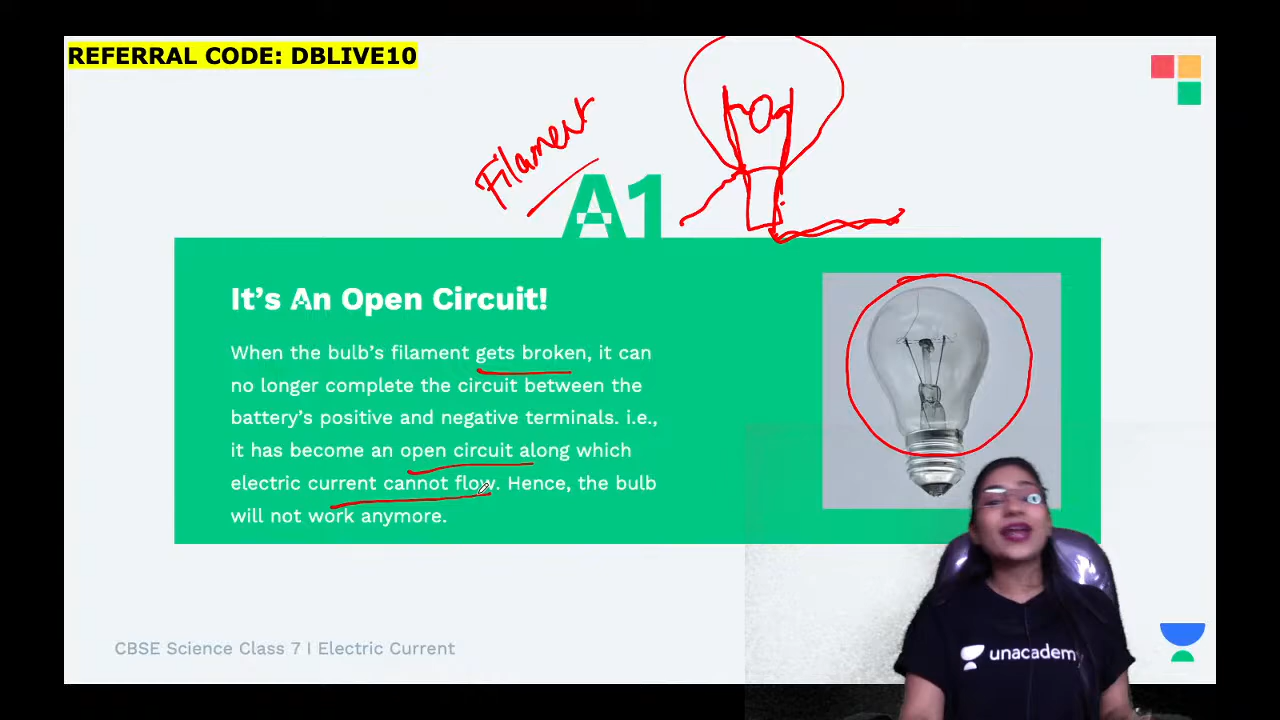 REFERRAL CODE: DBLIVE10
Filament
A1
It's An Open Circuit!
When the bulb's filament gets broken, it can
no longer complete the circuit between the
battery's positive and negative terminals. i.e.,
it has become an open circuit along which
electric current cannot flow. Hence, the bulb
will not work anymore.
unacademy
CBSE Science Class 7 I Electric Current